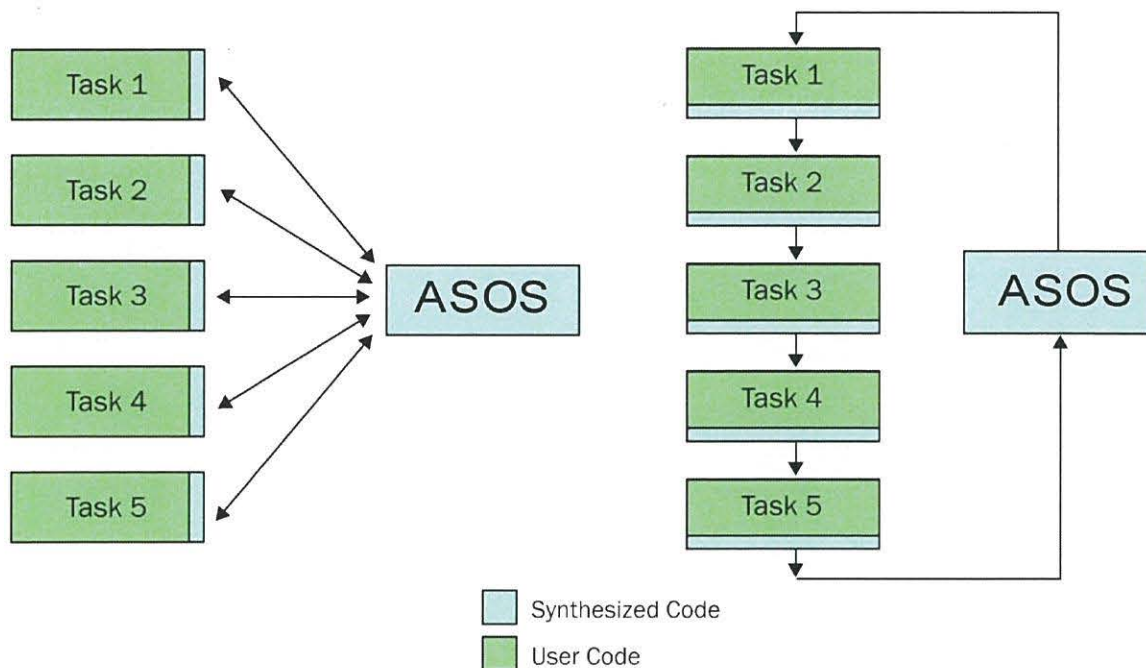 Task 1
Task 2
Task 3
Task 4
Task 5
ASOS
Task 1
Task 2
Task 3
Task 4
Task 5
ASOS
Synthesized Code
User Code